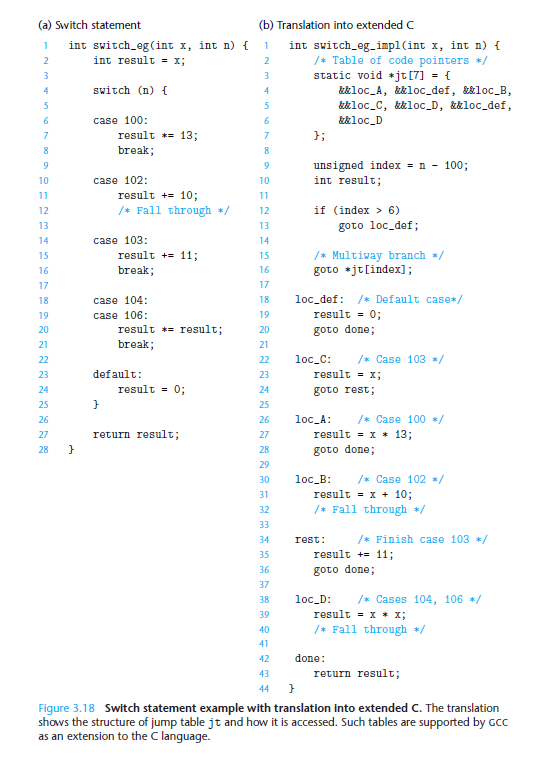 (a) Switch statement
1 int switch_eg(int x, int n) {
2 int result = x;
3
4 switch (n) {
5
6 case 100:
7 result *= 13;
8 break;
9
10 case 102:
11 result += 10;
12 /* Fall through */
13
14 case 103:
15 result += 11;
16 break;
17
18 case 104:
19 case 106:
20 result *= result;
21 break;
22
23 default:
24 result = 0;
25 }
26
27 return result;
28 }
(b) Translation into extended C
1 int switch_eg_impl(int x, int n) {
2 /* Table of code pointers */
3 static void *jt[7] = {
4 &&loc_A, &&loc_def, &&loc_B,
5 &&loc_C, &&loc_D, &&loc_def,
6 &&loc_D
7 };
8
9 unsigned index = n - 100;
10 int result;
11
12 if (index > 6)
13 goto loc_def;
14
15 /* Multiway branch */
16 goto *jt[index];
17
18 loc_def: /* Default case*/
19 result = 0;
20 goto done;
21
22 loc_C: /* Case 103 */
23 result = x;
24 goto rest;
25
26 loc_A: /* Case 100 */
27 result = x * 13;
28 goto done;
29
30 loc_B: /* Case 102 */
31 result = x + 10;
32 /* Fall through */
33
34 rest: /* Finish case 103 */
35 result += 11;
36 goto done;
37
38 loc_D: /* Cases 104, 106 */
39 result = x * x;
40 /* Fall through */
41
42 done:
43 return result;
44 }
Figure 3.18 Switch statement example with translation into extended C. The translation
shows the structure of jump table jt and how it is accessed. Such tables are supported by GCC
as an extension to the C language.